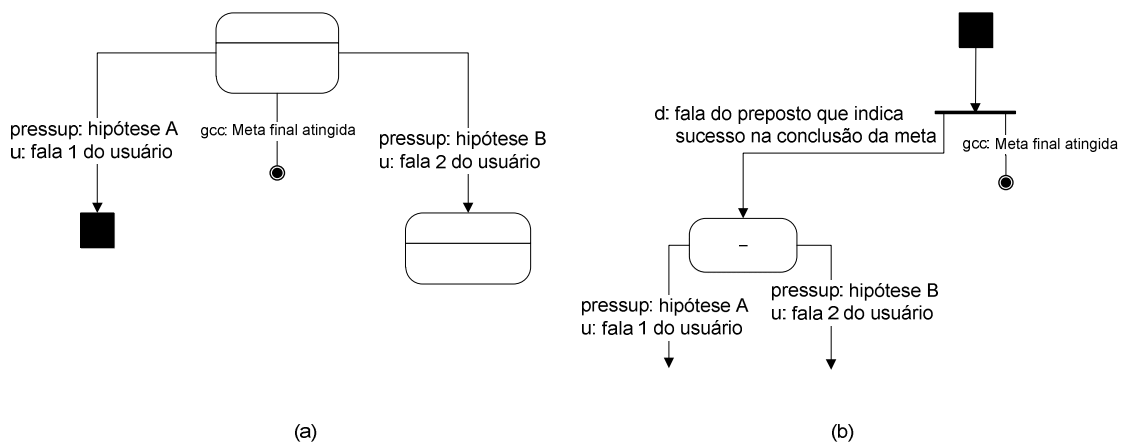 pressup: hipótese A
u: fala 1 do usuário
gcc: Meta final atingida
pressup: hipótese B
u: fala 2 do usuário
(a)
d: fala do preposto que indica
sucesso na conclusão da meta
gcc: Meta final atingida
–
pressup: hipótese A
u: fala 1 do usuário
pressup: hipótese B
u: fala 2 do usuário
(b)